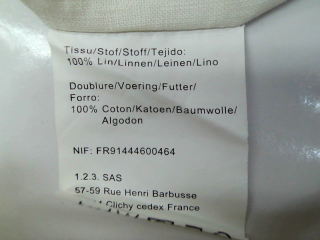 Tissu/Stof/Stoff/Tejido:
100% Lin/Linnen/Leinen/Lino
Doublure/Voering/Futter/
Forro:
100% Coton/Katoen/Baumwolle/
Algodon
NIF: FR91444600464
1.2.3. SAS
57-59 Rue Henri Barbusse
Clichy cedex France